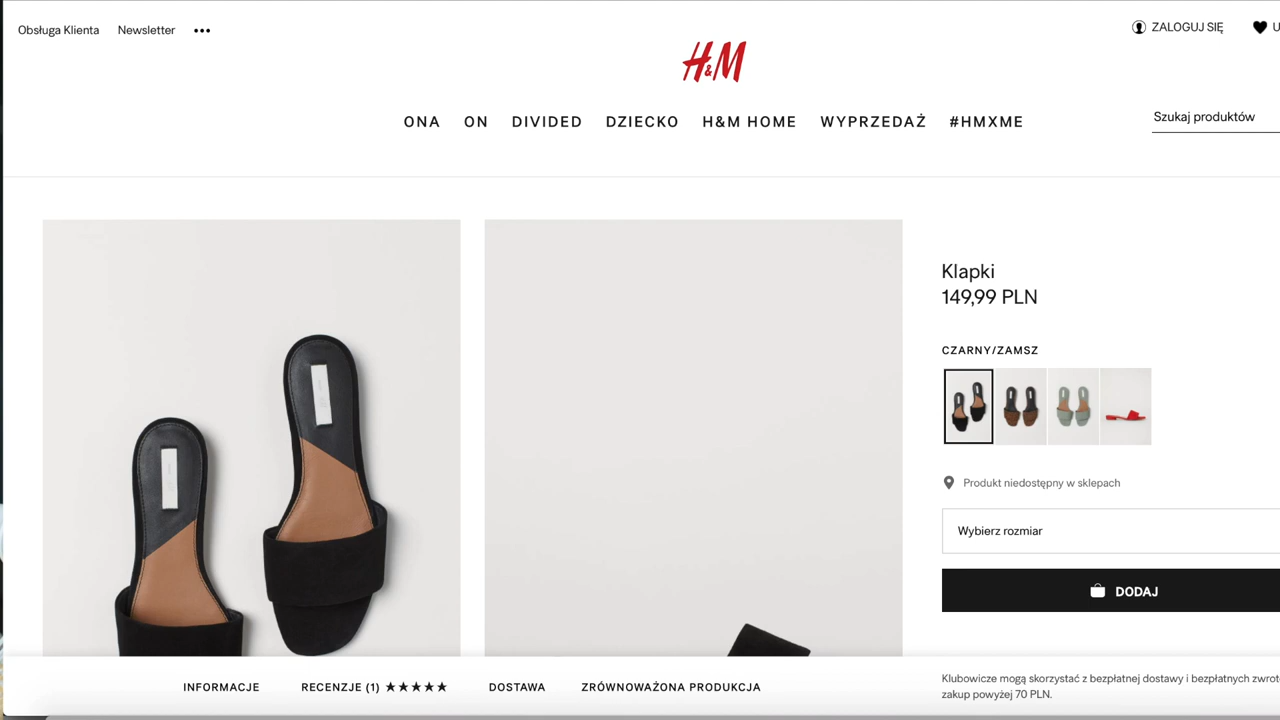 Obsługa Klienta Newsletter •••
ZALOGUJ SIĘ
H&M
ONA ON DIVIDED DZIECKO H&M HOME WYPRZEDAŻ #HMXME
Szukaj produktów
Klapki
149,99 PLN
CZARNY/ZAMSZ
Produkt niedostępny w sklepach
Wybierz rozmiar
DODAJ
INFORMACJE RECENZJE (1) ★★★★★ DOSTAWA ZRÓWNOWAŻONA PRODUKCJA
Klubowicze mogą skorzystać z bezpłatnej dostawy i bezpłatnych
zakup powyżej 70 PLN.